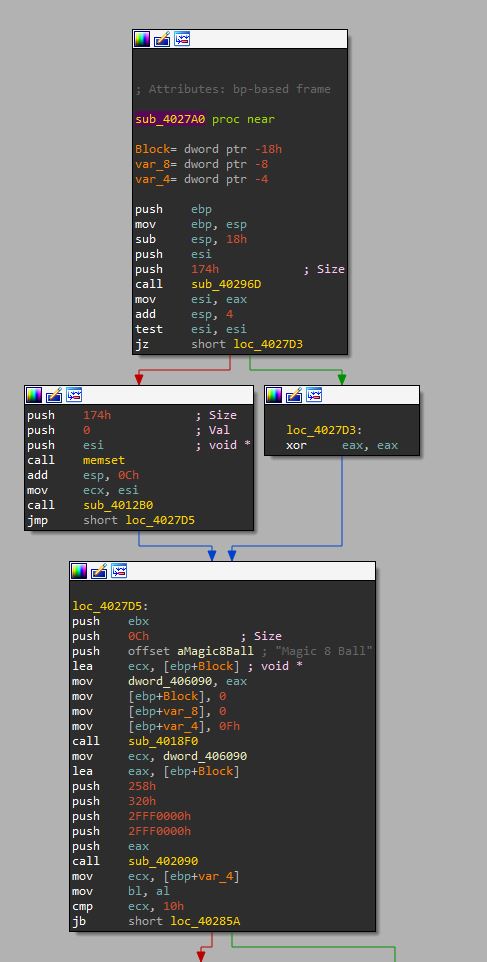 ; Attributes: bp-based frame
sub_4027A0 proc near
Block= dword ptr -18h
var_8= dword ptr -8
var_4= dword ptr -4
push ebp
mov ebp, esp
sub esp, 18h
push esi
push 174h ; Size
call sub_40296D
mov esi, eax
add esp, 4
test esi, esi
jz short loc_4027D3
push 174h ; Size
push 0 ; Val
push esi ; void *
call memset
add esp, 0Ch
mov ecx, esi
call sub_4012B0
jmp short loc_4027D5
loc_4027D3:
xor eax, eax
loc_4027D5:
push ebx
push 0Ch ; Size
push offset aMagic8Ball ; "Magic 8 Ball"
lea ecx, [ebp+Block] ; void *
mov dword_406090, eax
mov [ebp+Block], 0
mov [ebp+var_8], 0
mov [ebp+var_4], 0Fh
call sub_4018F0
mov ecx, dword_406090
lea eax, [ebp+Block]
push 258h
push 320h
push 2FFF0000h
push 2FFF0000h
push eax
call sub_402090
mov ecx, [ebp+var_4]
mov bl, al
cmp ecx, 10h
jb short loc_40285A